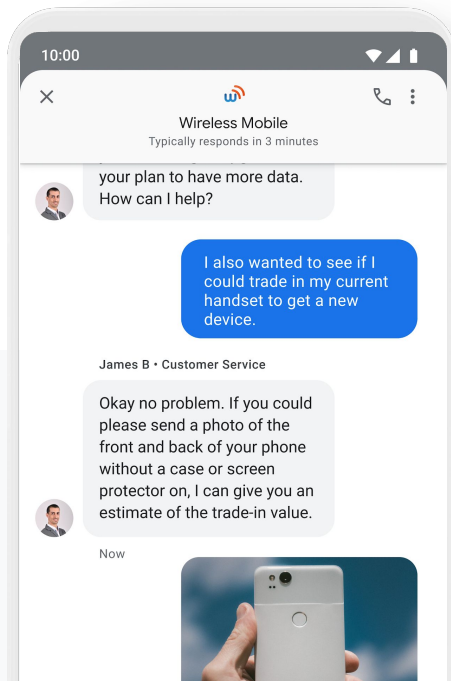 10:00
w
Wireless Mobile
Typically responds in 3 minutes
your plan to have more data.
How can I help?
I also wanted to see if I
could trade in my current
handset to get a new
device.
James B • Customer Service
Okay no problem. If you could
please send a photo of the
front and back of your phone
without a case or screen
protector on, I can give you an
estimate of the trade-in value.
Now